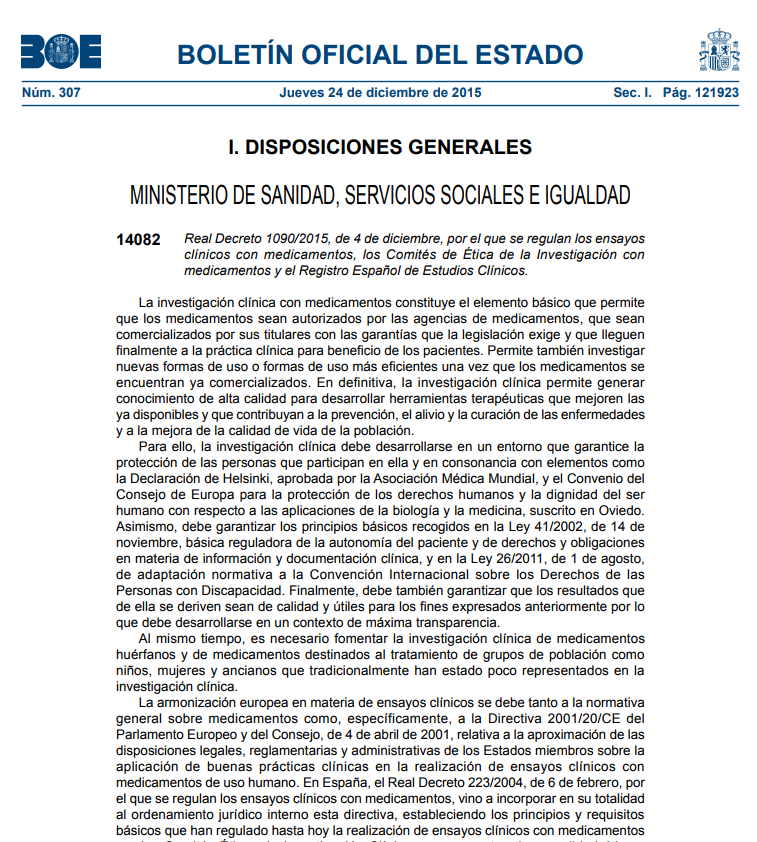 BOE
BOLETÍN OFICIAL DEL ESTADO
Núm. 307 Jueves 24 de diciembre de 2015 Sec. I. Pág. 121923
I. DISPOSICIONES GENERALES
MINISTERIO DE SANIDAD, SERVICIOS SOCIALES E IGUALDAD
14082 Real Decreto 1090/2015, de 4 de diciembre, por el que se regulan los ensayos
clínicos con medicamentos, los Comités de Ética de la Investigación con
medicamentos y el Registro Español de Estudios Clínicos.
La investigación clínica con medicamentos constituye el elemento básico que permite
que los medicamentos sean autorizados por las agencias de medicamentos, que sean
comercializados por sus titulares con las garantías que la legislación exige y que lleguen
finalmente a la práctica clínica para beneficio de los pacientes. Permite también investigar
nuevas formas de uso o formas de uso más eficientes una vez que los medicamentos se
encuentran ya comercializados. En definitiva, la investigación clínica permite generar
conocimiento de alta calidad para desarrollar herramientas terapéuticas que mejoren las
ya disponibles y que contribuyan a la prevención, el alivio y la curación de las enfermedades
y a la mejora de la calidad de vida de la población.
Para ello, la investigación clínica debe desarrollarse en un entorno que garantice la
protección de las personas que participan en ella y en consonancia con elementos como
la Declaración de Helsinki, aprobada por la Asociación Médica Mundial, y el Convenio del
Consejo de Europa para la protección de los derechos humanos y la dignidad del ser
humano con respecto a las aplicaciones de la biología y la medicina, suscrito en Oviedo.
Asimismo, debe garantizar los principios básicos recogidos en la Ley 41/2002, de 14 de
noviembre, básica reguladora de la autonomía del paciente y de derechos y obligaciones
en materia de información y documentación clínica, y en la Ley 26/2011, de 1 de agosto,
de adaptación normativa a la Convención Internacional sobre los Derechos de las
Personas con Discapacidad. Finalmente, debe también garantizar que los resultados que
de ella se deriven sean de calidad y útiles para los fines expresados anteriormente por lo
que debe desarrollarse en un contexto de máxima transparencia.
Al mismo tiempo, es necesario fomentar la investigación clínica de medicamentos
huérfanos y de medicamentos destinados al tratamiento de grupos de población como
niños, mujeres y ancianos que tradicionalmente han estado poco representados en la
investigación clínica.
La armonización europea en materia de ensayos clínicos se debe tanto a la normativa
general sobre medicamentos como, específicamente, a la Directiva 2001/20/CE del
Parlamento Europeo y del Consejo, de 4 de abril de 2001, relativa a la aproximación de las
disposiciones legales, reglamentarias y administrativas de los Estados miembros sobre la
aplicación de buenas prácticas clínicas en la realización de ensayos clínicos con
medicamentos de uso humano. En España, el Real Decreto 223/2004, de 6 de febrero, por
el que se regulan los ensayos clínicos con medicamentos, vino a incorporar en su totalidad
al ordenamiento jurídico interno esta directiva, estableciendo los principios y requisitos
básicos que han regulado hasta hoy la realización de ensayos clínicos con medicamentos